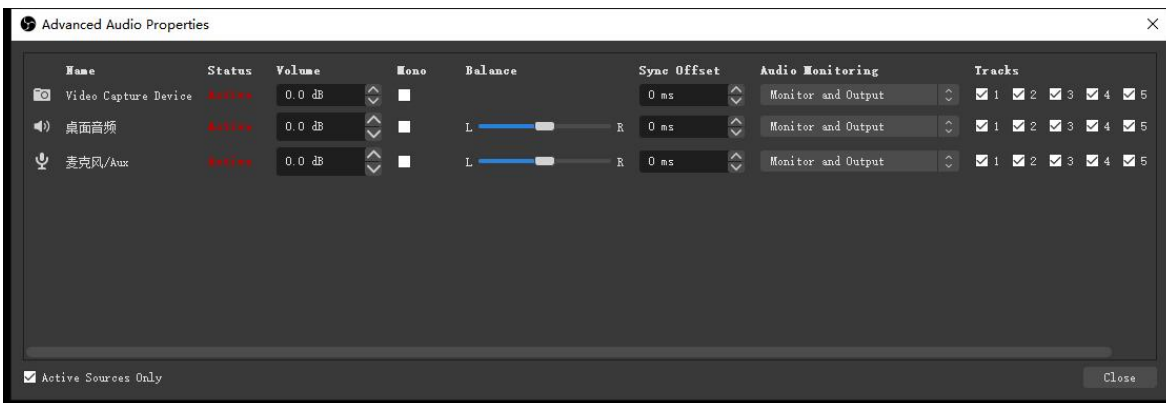 Advanced Audio Properties
Name Status Volume Mono Balance Sync Offset Audio Monitoring Tracks
Video Capture Device Active 0.0 dB 0 ms Monitor and Output 1 2 3 4 5
桌面音频 Active 0.0 dB L R 0 ms Monitor and Output 1 2 3 4 5
麦克风/Aux Active 0.0 dB L R 0 ms Monitor and Output 1 2 3 4 5
Active Sources Only Close